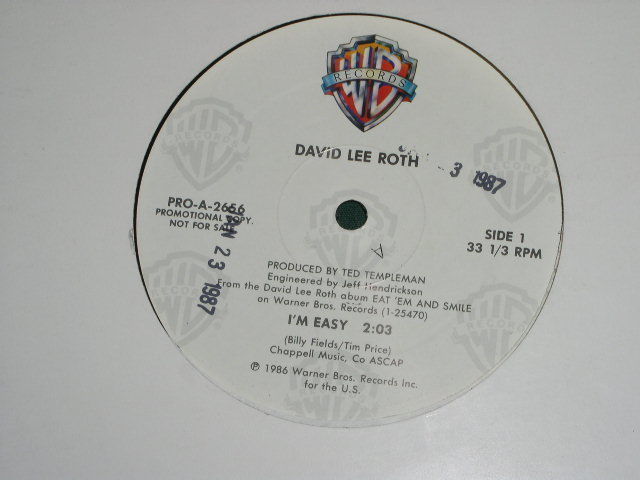 WB
RECORDS
DAVID LEE ROTH
3 1987
PRO-A-2656
PROMOTIONAL COPY.
NOT FOR SALE
JAN 23 1987
SIDE 1
33 1/3 RPM
PRODUCED BY TED TEMPLEMAN
Engineered by Jeff Hendrickson
From the David Lee Roth abum EAT 'EM AND SMILE
on Warner Bros. Records (1-25470)
I'M EASY 2:03
(Billy Fields/Tim Price)
Chappell Music, Co ASCAP
℗ 1986 Warner Bros. Records Inc.
for the U.S.